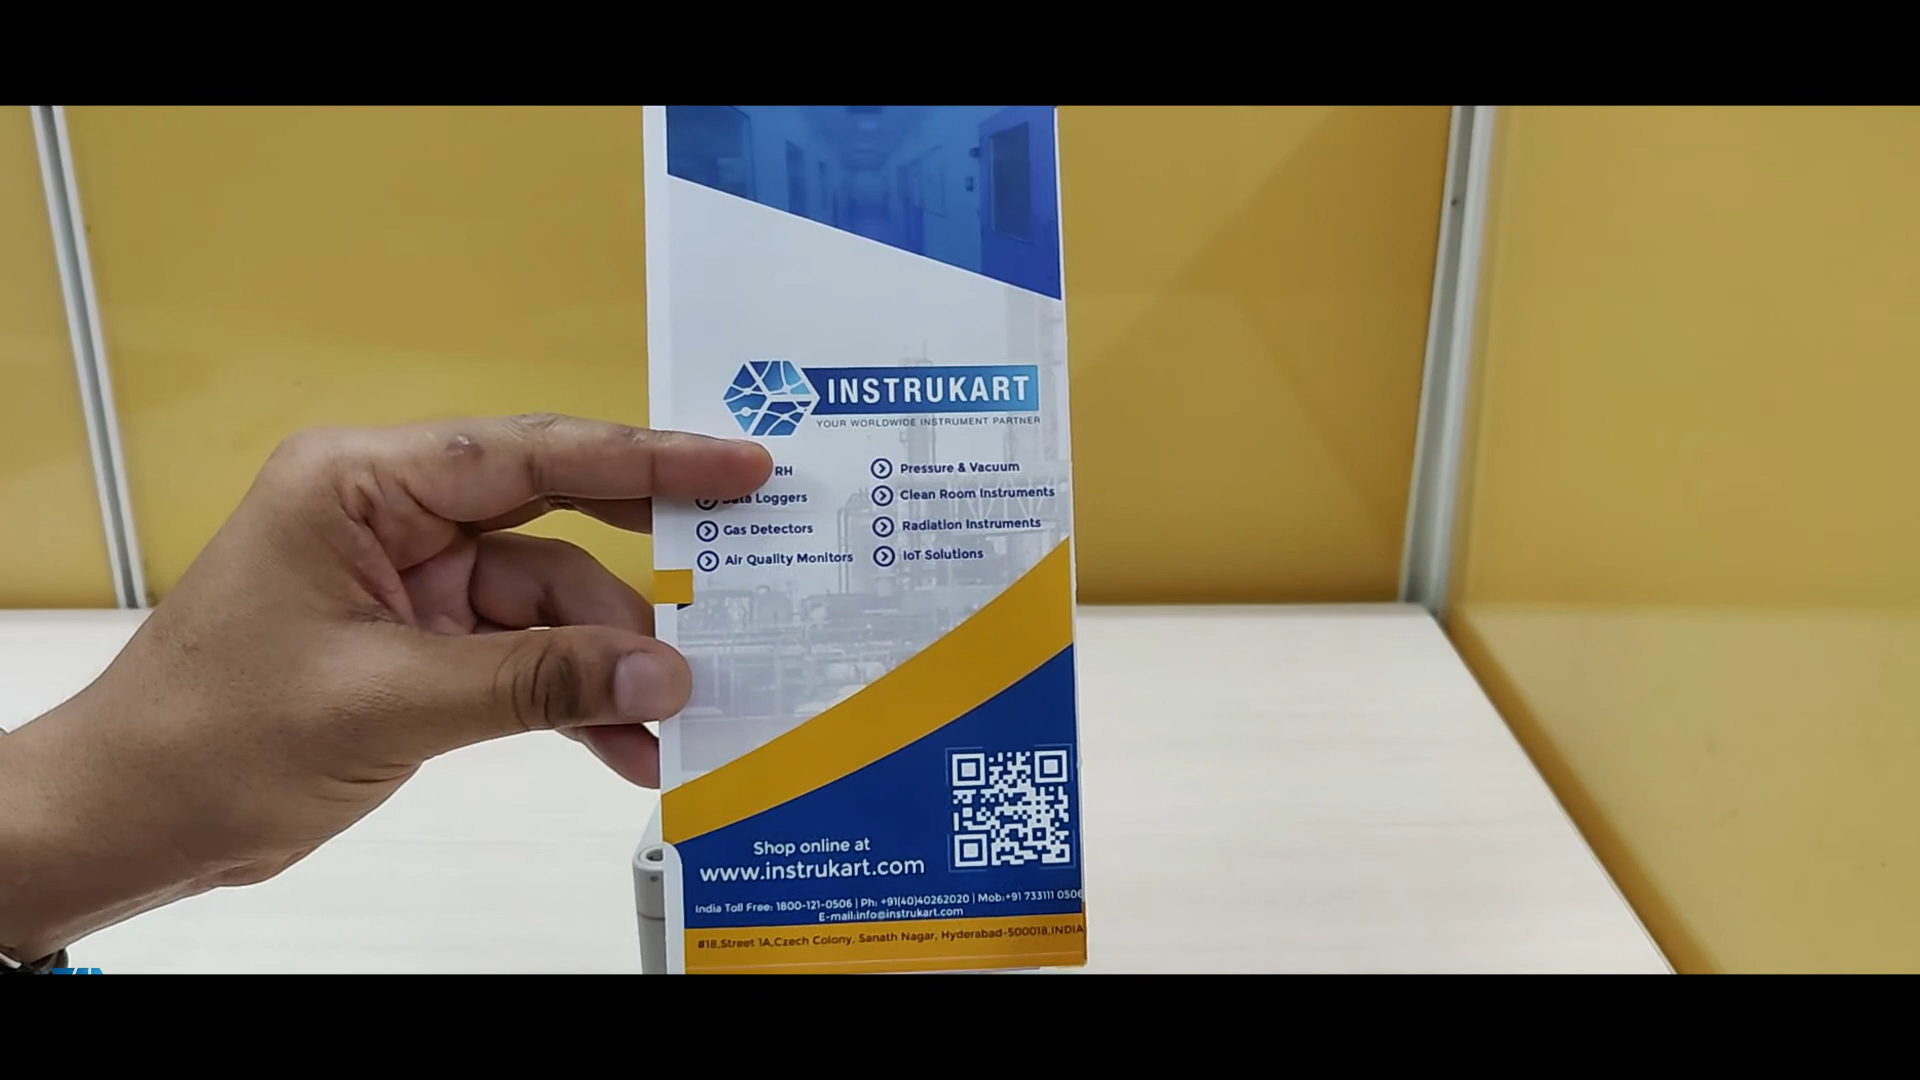 INSTRUKART
YOUR WORLDWIDE INSTRUMENT PARTNER
RH
Data Loggers
Gas Detectors
Air Quality Monitors
Pressure & Vacuum
Clean Room Instruments
Radiation Instruments
IoT Solutions
Shop online at
www.instrukart.com
India Toll Free: 1800-121-0506 | Ph: +91(40)40262020 | Mob:+91 733111 0506
E-mail:info@instrukart.com
#18,Street 1A,Czech Colony, Sanath Nagar, Hyderabad-500018,INDIA